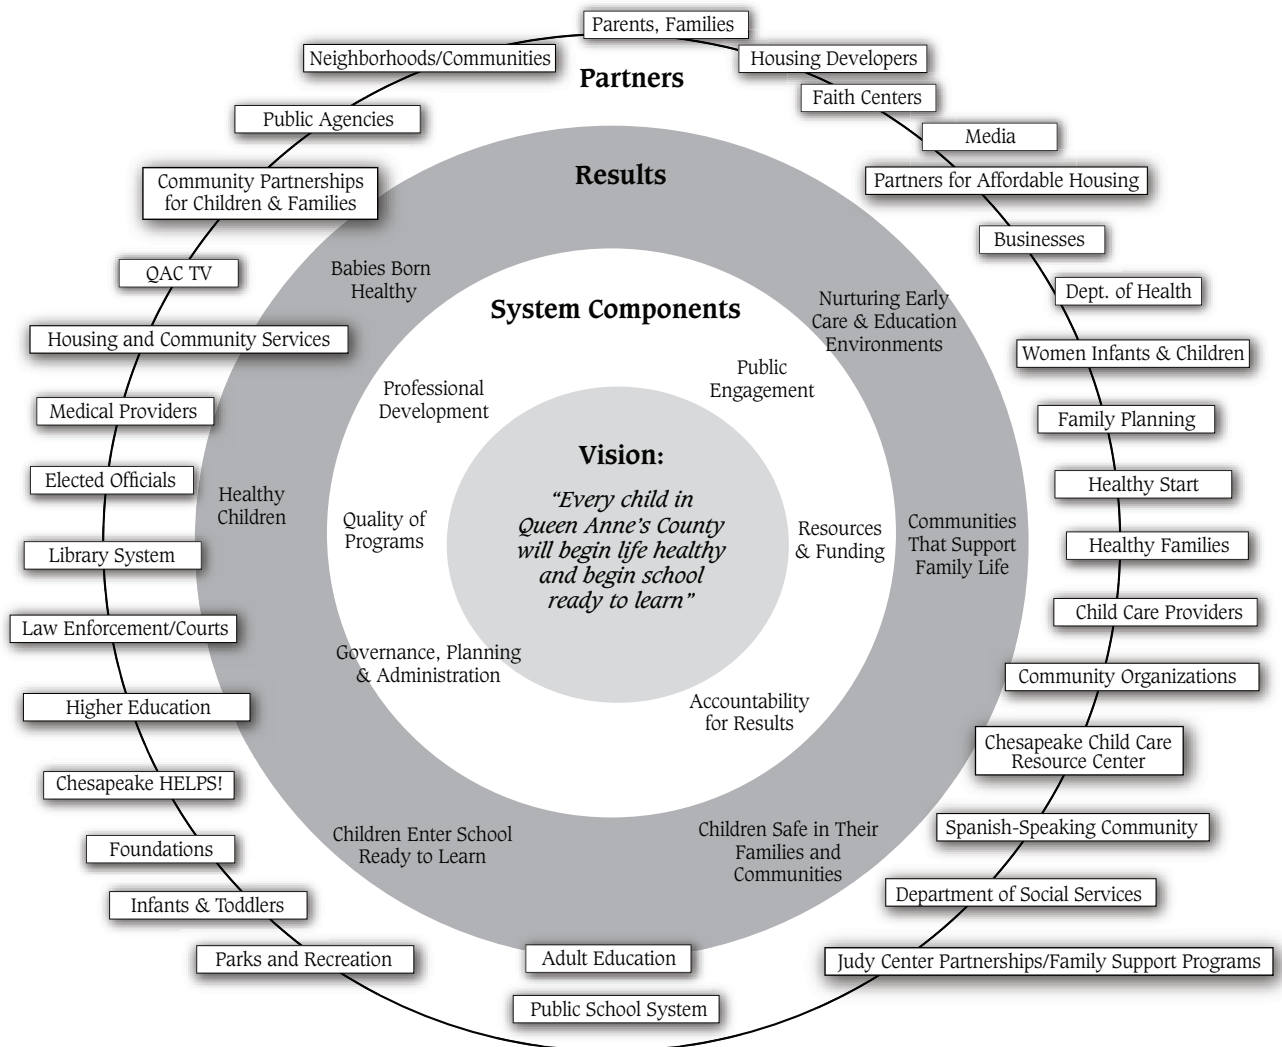 Parents, Families
Neighborhoods/Communities
Housing Developers
Partners
Faith Centers
Public Agencies
Media
Results
Community Partnerships
for Children & Families
Partners for Affordable Housing
Businesses
QAC TV
Babies Born
Healthy
Dept. of Health
System Components
Nurturing Early
Care & Education
Environments
Housing and Community Services
Women Infants & Children
Professional
Development
Public
Engagement
Medical Providers
Family Planning
Vision:
Elected Officials
Healthy Start
Healthy
Children
Quality of
Programs
“Every child in
Queen Anne’s County
will begin life healthy
and begin school
ready to learn”
Resources
& Funding
Communities
That Support
Family Life
Library System
Healthy Families
Law Enforcement/Courts
Child Care Providers
Governance, Planning
& Administration
Community Organizations
Higher Education
Accountability
for Results
Chesapeake Child Care
Resource Center
Chesapeake HELPS!
Children Enter School
Ready to Learn
Children Safe in Their
Families and
Communities
Spanish-Speaking Community
Foundations
Department of Social Services
Infants & Toddlers
Parks and Recreation
Adult Education
Judy Center Partnerships/Family Support Programs
Public School System